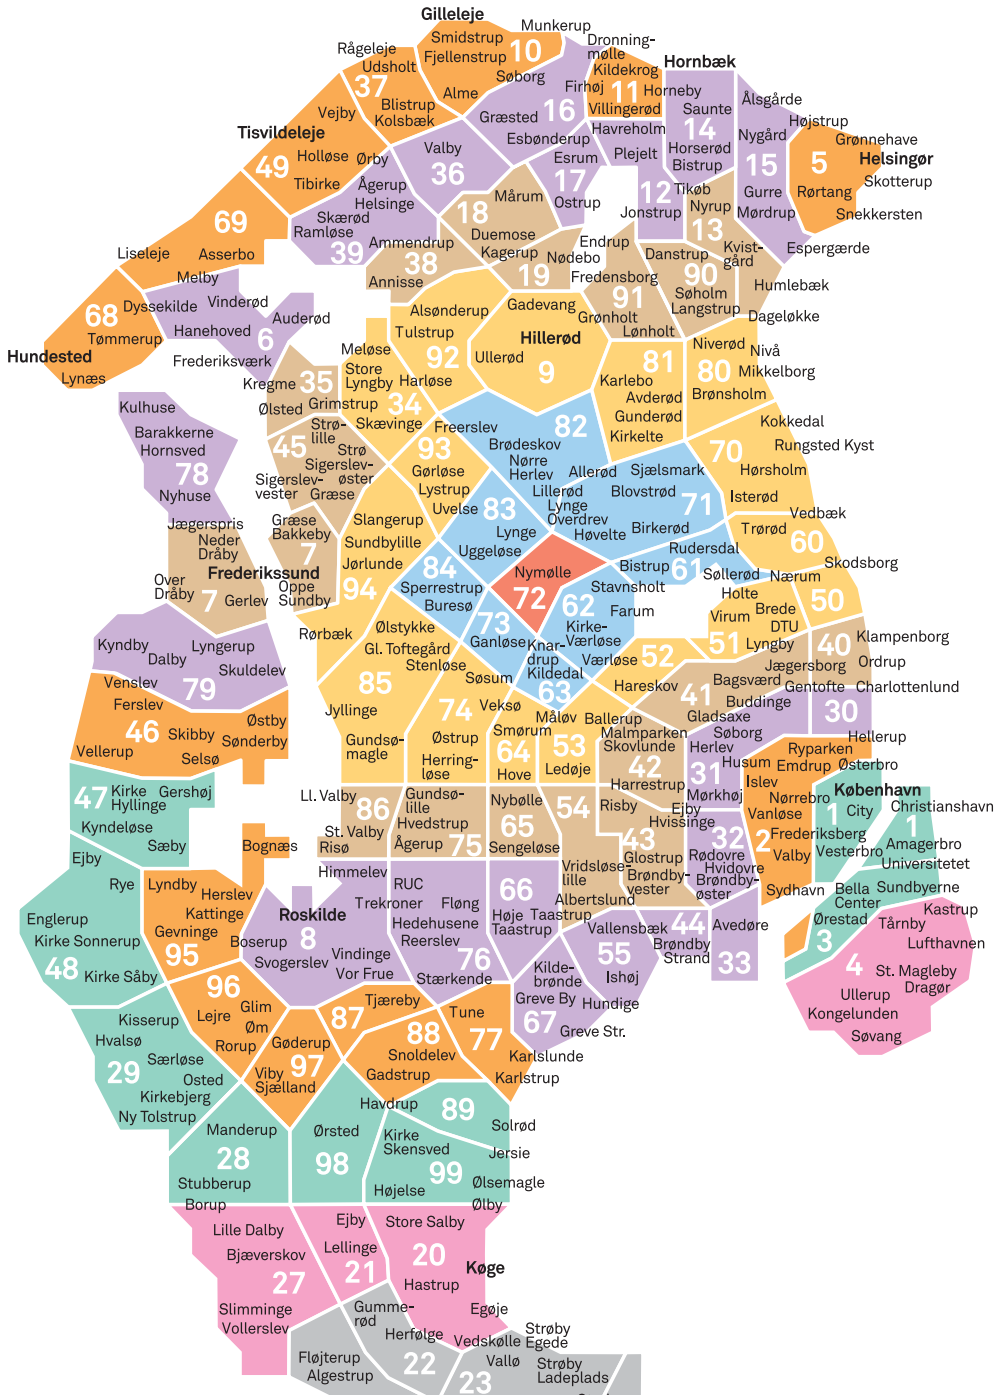 Gilleleje
Munkerup
Smidstrup
Fjellenstrup
10
Søborg
Alme
Rågeleje
Udsholt
37
Blistrup
Kolsbæk
Vejby
Dronning-
mølle
Kildekrog
Firhøj
11
Villingerød
Hornbæk
Horneby
Saunte
14
Horserød
Bistrup
Ålsgårde
Højstrup
Nygård
15
Gurre
Mørdrup
Grønnehave
5
Helsingør
Skotterup
Rørtang
Snekkersten
Espergærde
16
Græsted
Esbønderup
Havreholm
Plejelt
12
Jonstrup
Tisvildeleje
49
Holløse
Ørby
Tibirke
Valby
36
Esrum
17
Ostrup
Tikøb
Nyrup
13
Kvist-
gård
Ågerup
Helsinge
Skærød
Ramløse
39
Ammendrup
18
Mårum
Duemose
Kagerup
Nødebo
19
38
Annisse
69
Liseleje
Asserbo
Endrup
Fredensborg
91
Grønholt
Lønholt
Danstrup
90
Søholm
Langstrup
Humlebæk
Dageløkke
Melby
Dyssekilde
Vinderød
Auderød
Hanehoved
6
Frederiksværk
68
Tømmerup
Hundested
Lynæs
Alsønderup
Tulstrup
92
Harløse
Gadevang
Hillerød
Ullerød
9
81
Karlebo
Avderød
Gunderød
Kirkelte
Niverød
Nivå
80
Mikkelborg
Brønsholm
Kokkedal
Meløse
Store
Lyngby
34
Skævinge
Kregme
35
Ølsted
Grimstrup
Kulhuse
Barakkerne
Hornsved
78
Nyhuse
Strø-
lille
45
Strø
Sigerslev-
øster
Sigerslev-
vester
Græse
Freerslev
93
Gørløse
Lystrup
Uvelse
82
Brødeskov
Nørre
Herlev
Allerød
Lillerød
Lynge
Overdrev
Høvelte
Sjælsmark
Blovstrød
71
Birkerød
70
Rungsted Kyst
Hørsholm
Isterød
Vedbæk
Trørød
60
Skodsborg
Jægerspris
Neder
Dråby
Frederikssund
Over
Dråby
7
Gerlev
Græse
Bakkeby
7
Oppe
Sundby
Slangerup
Sundbylille
Jørlunde
94
Rørbæk
83
Lynge
Uggeløse
84
Sperrestrup
Buresø
Nymølle
72
73
Ganløse
Knar-
drup
Kildedal
63
62
Kirke-
Værløse
Værløse
Stavnsholt
Farum
Bistrup
Rudersdal
61
Søllerød
Nærum
Holte
Virum
Brede
DTU
51
Lyngby
50
Kyndby
Dalby
Lyngerup
Skuldelev
79
Venslev
Ferslev
46
Skibby
Østby
Sønderby
Vellerup
Selsø
Ølstykke
Gl. Toftegård
Stenløse
Søsum
85
Jyllinge
Gundsø-
magle
74
Veksø
Østrup
Herring-
løse
Smørum
64
Hove
Måløv
53
Ledøje
52
Hareskov
Ballerup
Malmparken
Skovlunde
42
Harrestrup
41
Bagsværd
Buddinge
Gladsaxe
Jægersborg
Gentofte
40
Klampenborg
Ordrup
Charlottenlund
30
Hellerup
Søborg
Herlev
31
Husum
Mørkhøj
Islev
Ryparken
Emdrup
Østerbro
Nørrebro
Vanløse
København
1
City
Christianshavn
1
2
Frederiksberg
Vesterbro
Valby
Sydhavn
Amagerbro
Universitetet
Bella
Center
Sundbyerne
Ørestad
3
Kastrup
Tårnby
4
Lufthavnen
St. Magleby
Dragør
Ullerup
Kongelunden
Søvang
47
Kirke
Hyllinge
Gershøj
Kyndeløse
Sæby
Ejby
Rye
Englerup
Kirke Sonnerup
48
Kirke Såby
Bognæs
Ll. Valby
86
St. Valby
Risø
Gundsø-
lille
Hvedstrup
Ågerup
75
Nybølle
65
Sengeløse
54
Vridsløse-
lille
Albertslund
Risby
43
Glostrup
Brøndby-
vester
Ejby
Hvissinge
32
Rødovre
Hvidovre
Brøndby-
øster
Himmelev
Lyndby
Herslev
Kattinge
Gevninge
95
Roskilde
Boserup
8
Svogerslev
Vindinge
Vor Frue
RUC
Trekroner
Fløng
Hedehusene
Reerslev
76
Stærkende
66
Høje
Taastrup
Taastrup
Vallensbæk
55
Ishøj
44
Brøndby
Strand
Avedøre
33
Kilde-
brønde
Greve By
67
Hundige
Greve Str.
96
Glim
Lejre
Øm
Rorup
Tjæreby
87
88
Snoldelev
Gadstrup
Tune
77
Karlslunde
Karlstrup
Gøderup
97
Viby
Sjælland
Kisserup
Hvalsø
Særløse
29
Osted
Kirkebjerg
Ny Tolstrup
Manderup
28
Stubberup
Borup
Ørsted
98
Havdrup
89
Solrød
Jersie
Kirke
Skensved
99
Højelse
Ølsemagle
Ølby
Lille Dalby
Bjæverskov
27
Slimminge
Vollerslev
Ejby
Lellinge
21
Store Salby
20
Hastrup
Køge
Egøje
Gumme-
rød
Herfølge
22
Vedskølle
Strøby
Egede
Vallø
23
Strøby
Ladeplads
Fløjterup
Algestrup